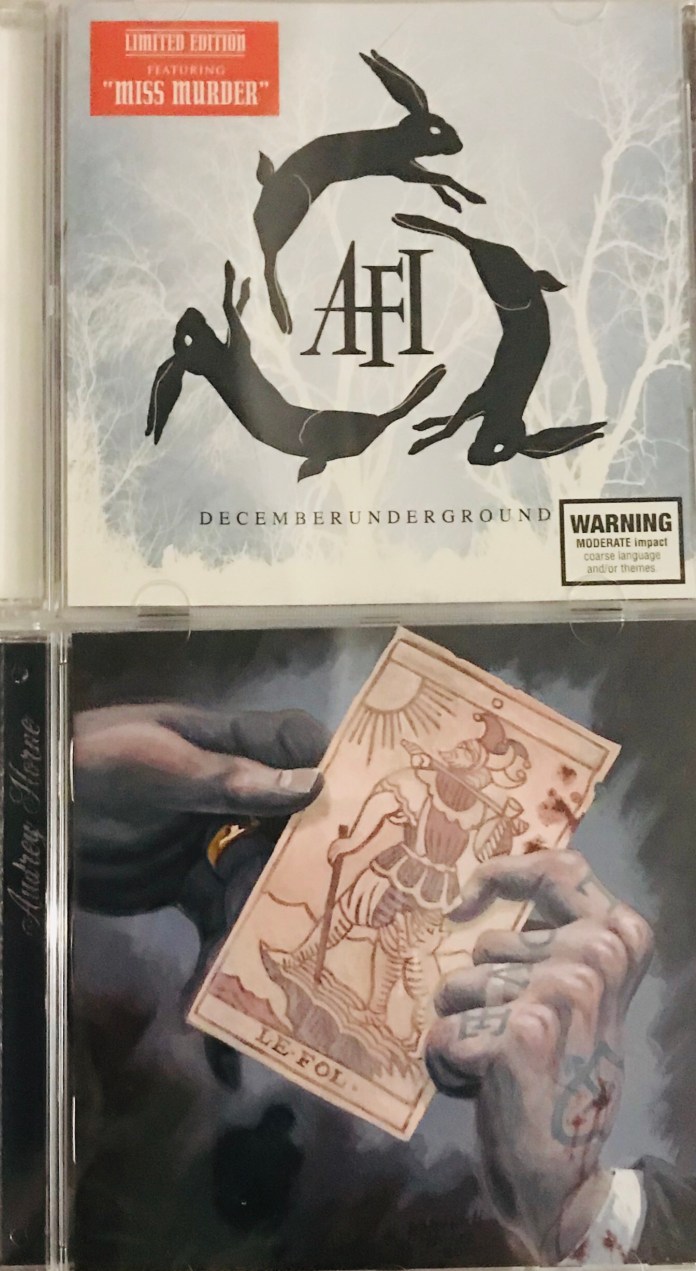 LIMITED EDITION
FEATURING
"MISS MURDER"
AFI
DECEMBERUNDERGROUND
WARNING
MODERATE impact
coarse language
and/or themes
Audrey Horne
LE·FOL·